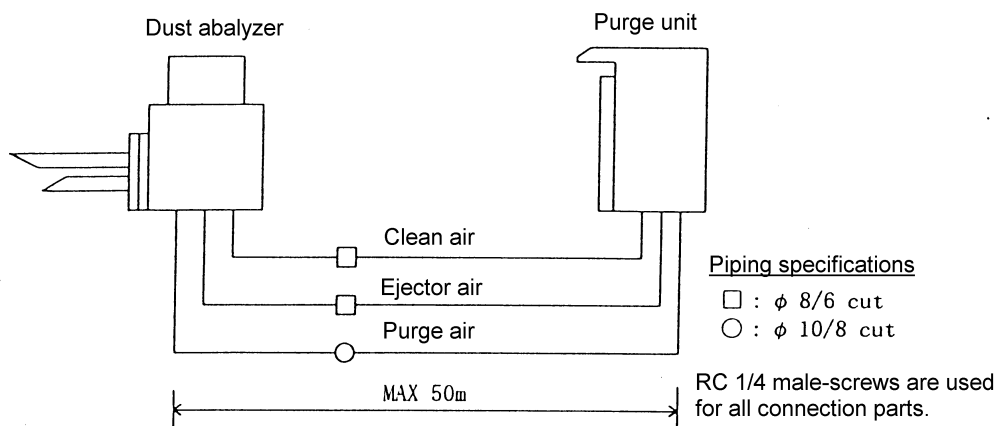 Dust abalyzer
Purge unit
Clean air
Ejector air
Purge air
MAX 50m
Piping specifications
□ : φ 8/6 cut
○ : φ 10/8 cut
RC 1/4 male-screws are used
for all connection parts.